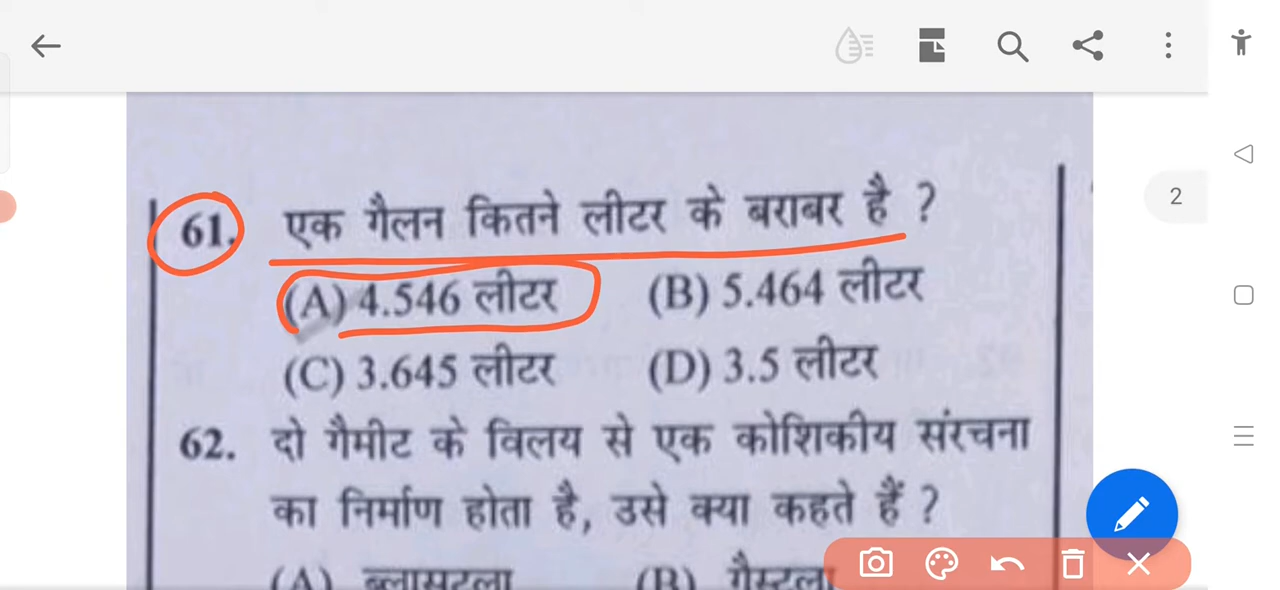 2
61. एक गैलन कितने लीटर के बराबर है ?
(A) 4.546 लीटर (B) 5.464 लीटर
(C) 3.645 लीटर (D) 3.5 लीटर
62. दो गैमीट के विलय से एक कोशिकीय संरचना
का निर्माण होता है, उसे क्या कहते हैं ?
(A) ब्लासटुला (B)